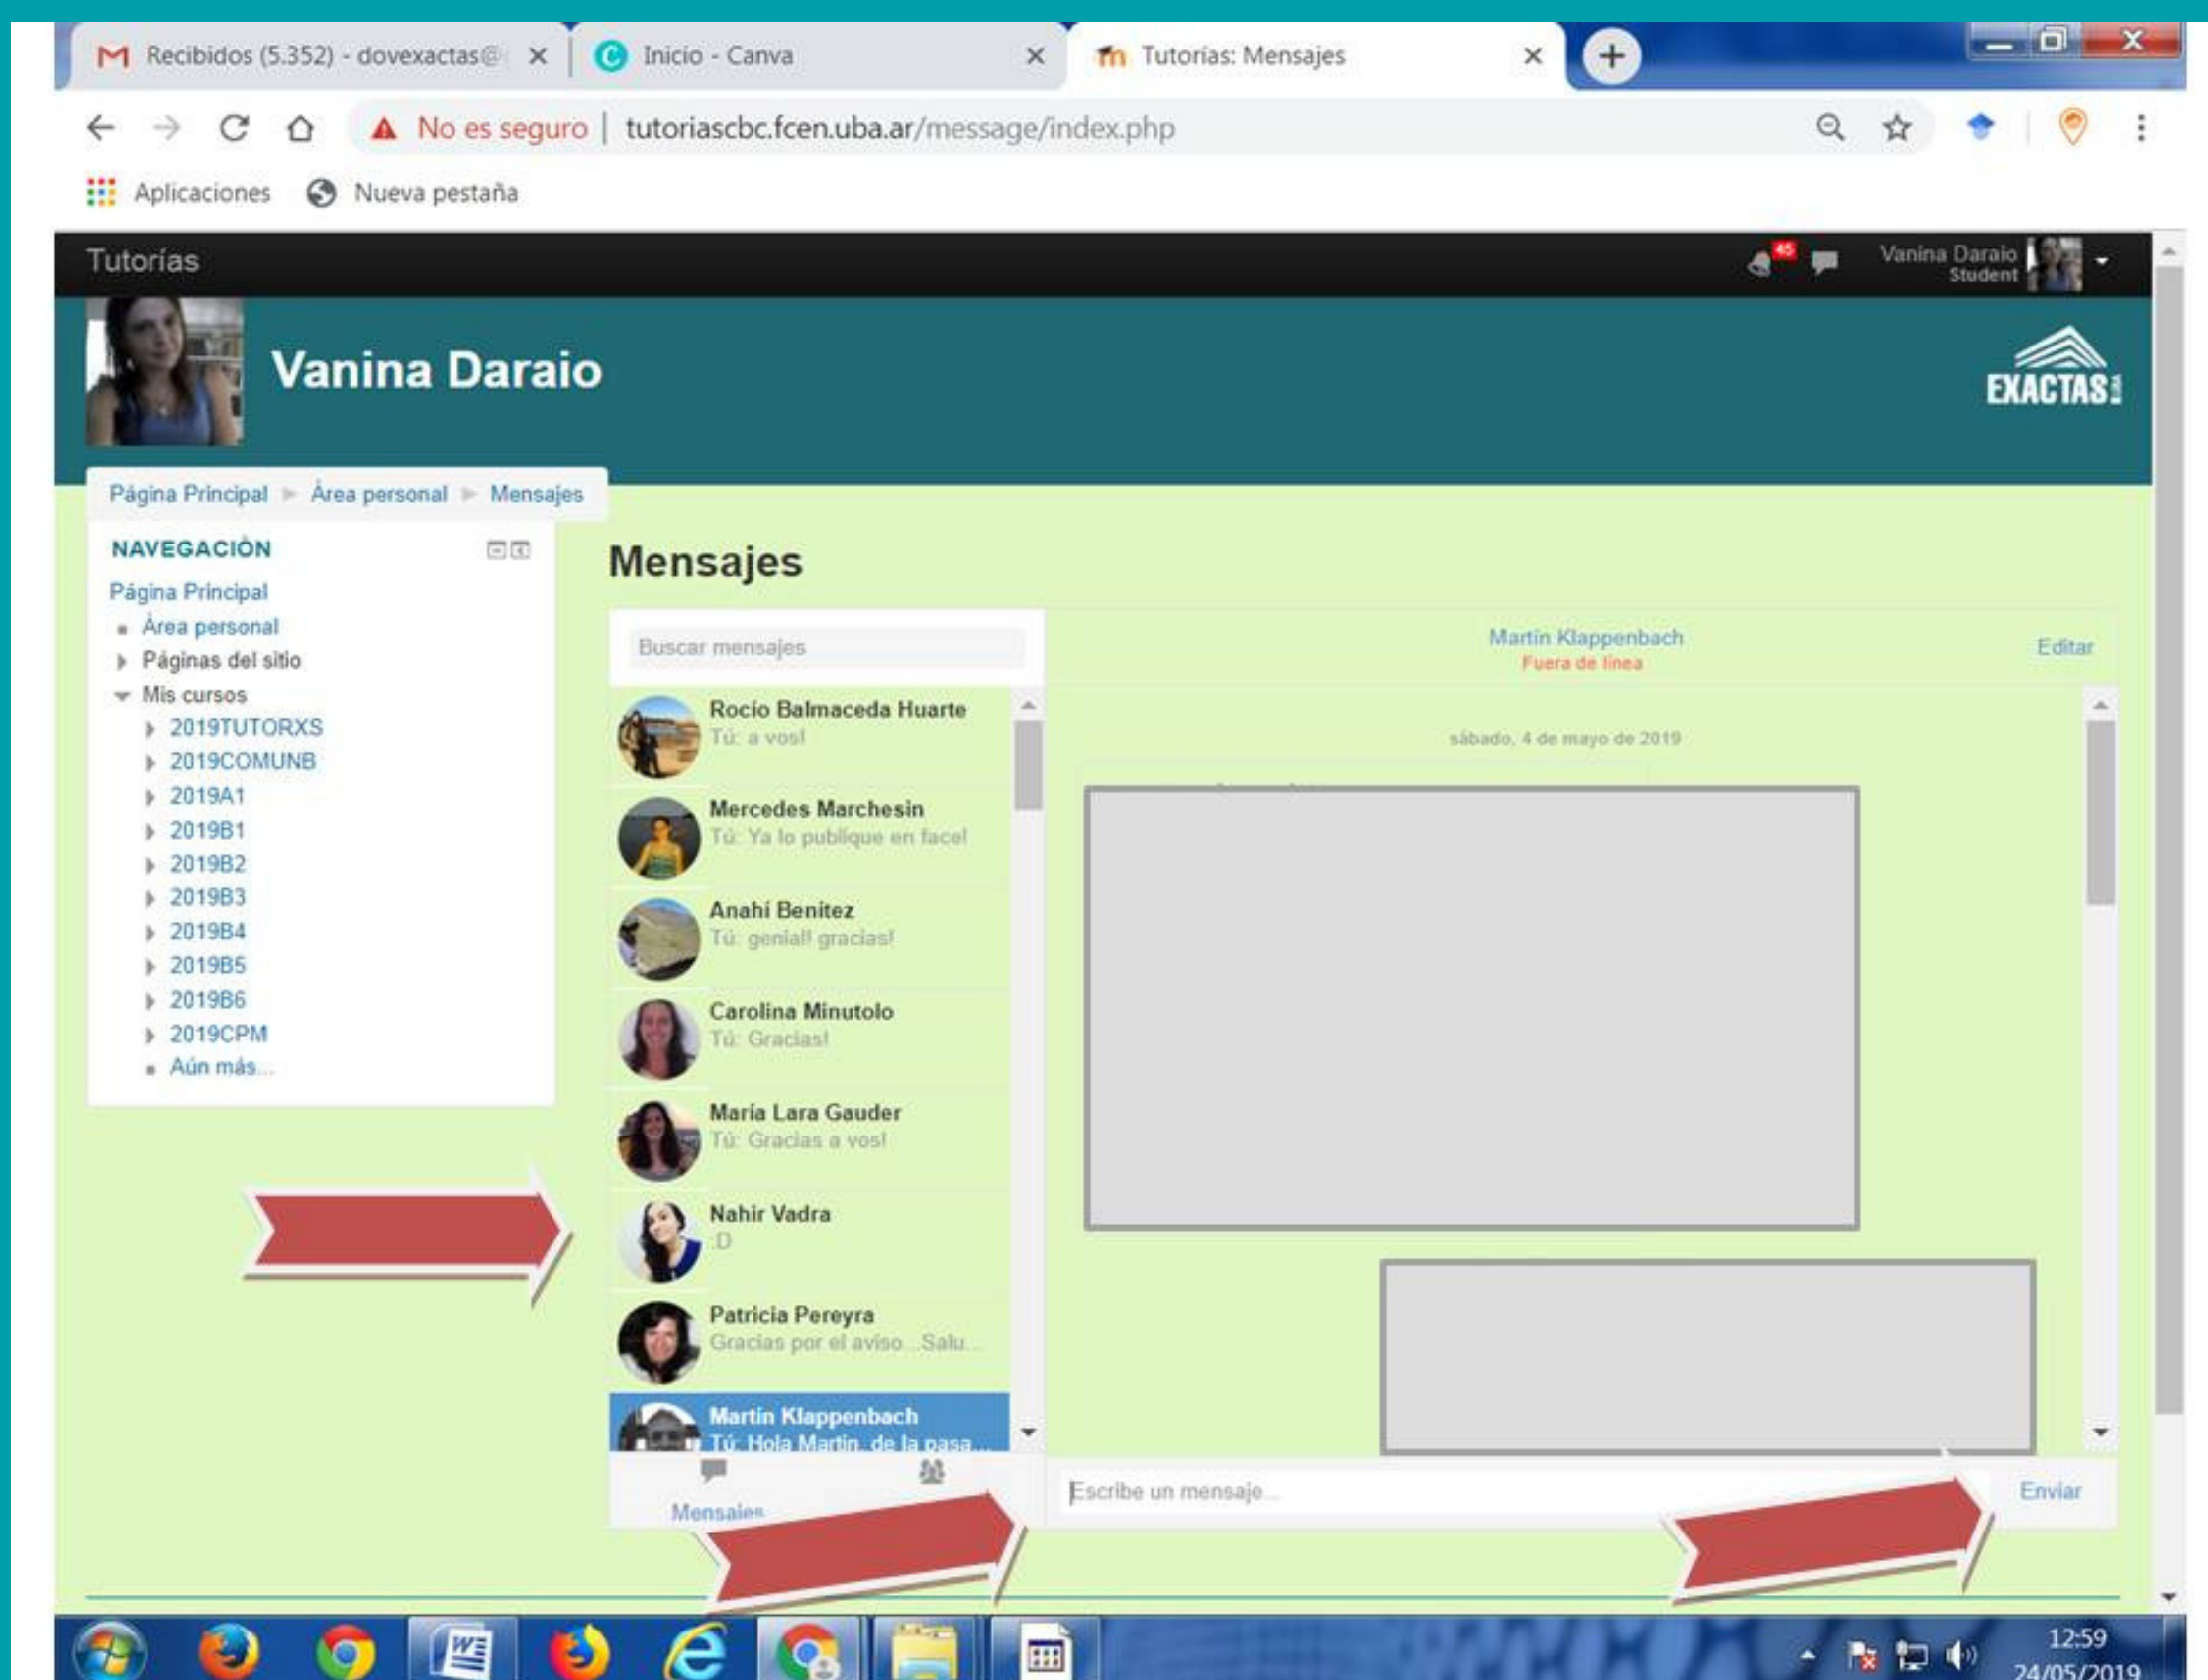 Recibidos (5.352) - dovexactas@
Inicio - Canva
Tutorías: Mensajes
No es seguro | tutoriascbc.fcen.uba.ar/message/index.php
Aplicaciones
Nueva pestaña
Tutorías
45
Vanina Daraio
Student
Vanina Daraio
EXACTAS
Página Principal
Área personal
Mensajes
NAVEGACIÓN
Página Principal
Área personal
Páginas del sitio
Mis cursos
2019TUTORXS
2019COMUNB
2019A1
2019B1
2019B2
2019B3
2019B4
2019B5
2019B6
2019CPM
Aún más...
Mensajes
Buscar mensajes
Rocío Balmaceda Huarte
Tú: a vos!
Mercedes Marchesin
Tú: Ya lo publique en face!
Anahí Benitez
Tú: genial! gracias!
Carolina Minutolo
Tú: Gracias!
María Lara Gauder
Tú: Gracias a vos!
Nahir Vadra
:D
Patricia Pereyra
Gracias por el aviso...Salu...
Martín Klappenbach
Tú: Hola Martin, de la pasa...
Mensajes
Martín Klappenbach
Fuera de línea
Editar
sábado, 4 de mayo de 2019
Escribe un mensaje...
Enviar
12:59
24/05/2019